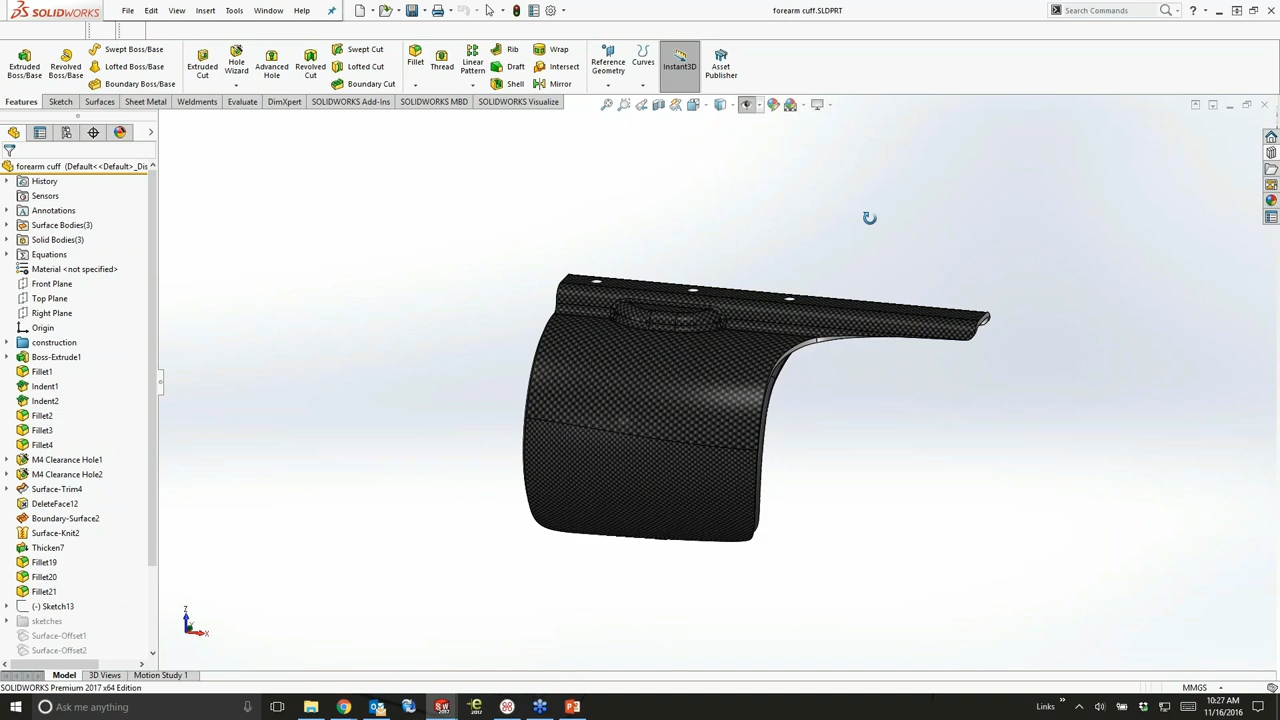 SOLIDWORKS File Edit View Insert Tools Window Help forearm cuff.SLDPRT Search Commands
Extruded Boss/Base
Revolved Boss/Base
Swept Boss/Base
Lofted Boss/Base
Boundary Boss/Base
Extruded Cut
Hole Wizard
Advanced Hole
Revolved Cut
Swept Cut
Lofted Cut
Boundary Cut
Fillet
Thread
Linear Pattern
Rib
Draft
Shell
Wrap
Intersect
Mirror
Reference Geometry
Curves
Instant3D
Asset Publisher
Features Sketch Surfaces Sheet Metal Weldments Evaluate DimXpert SOLIDWORKS Add-Ins SOLIDWORKS MBD SOLIDWORKS Visualize
forearm cuff (Default<<Default>_Dis
History
Sensors
Annotations
Surface Bodies(3)
Solid Bodies(3)
Equations
Material <not specified>
Front Plane
Top Plane
Right Plane
Origin
construction
Boss-Extrude1
Fillet1
Indent1
Indent2
Fillet2
Fillet3
Fillet4
M4 Clearance Hole1
M4 Clearance Hole2
Surface-Trim4
DeleteFace12
Boundary-Surface2
Surface-Knit2
Thicken7
Fillet19
Fillet20
Fillet21
(-) Sketch13
sketches
Surface-Offset1
Surface-Offset2
Z
X
Model 3D Views Motion Study 1
SOLIDWORKS Premium 2017 x64 Edition MMGS
Ask me anything Links 10:27 AM
11/16/2016